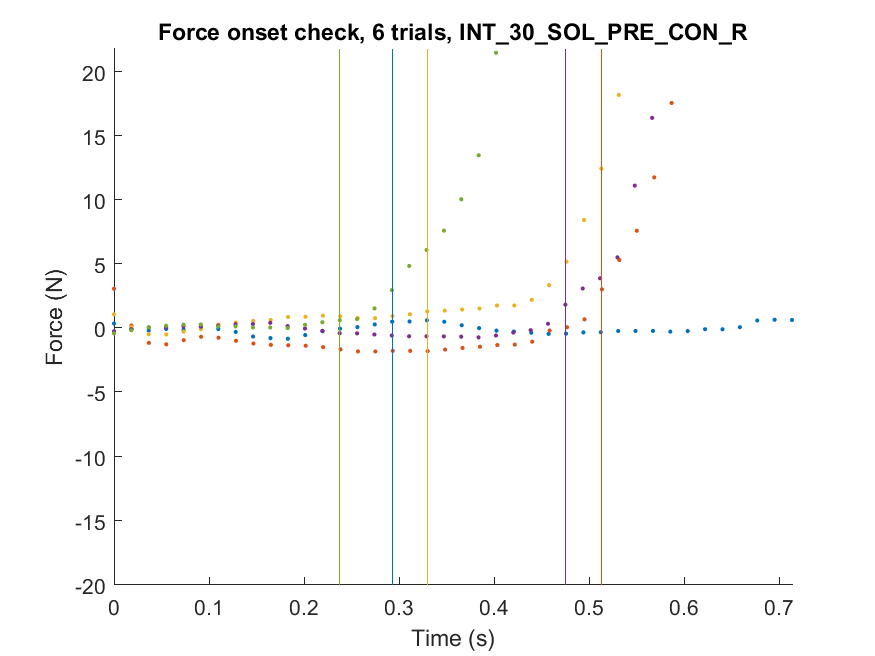 Force onset check, 6 trials, INT_30_SOL_PRE_CON_R
20
15
10
5
0
-5
-10
-15
-20
Force (N)
0 0.1 0.2 0.3 0.4 0.5 0.6 0.7
Time (s)